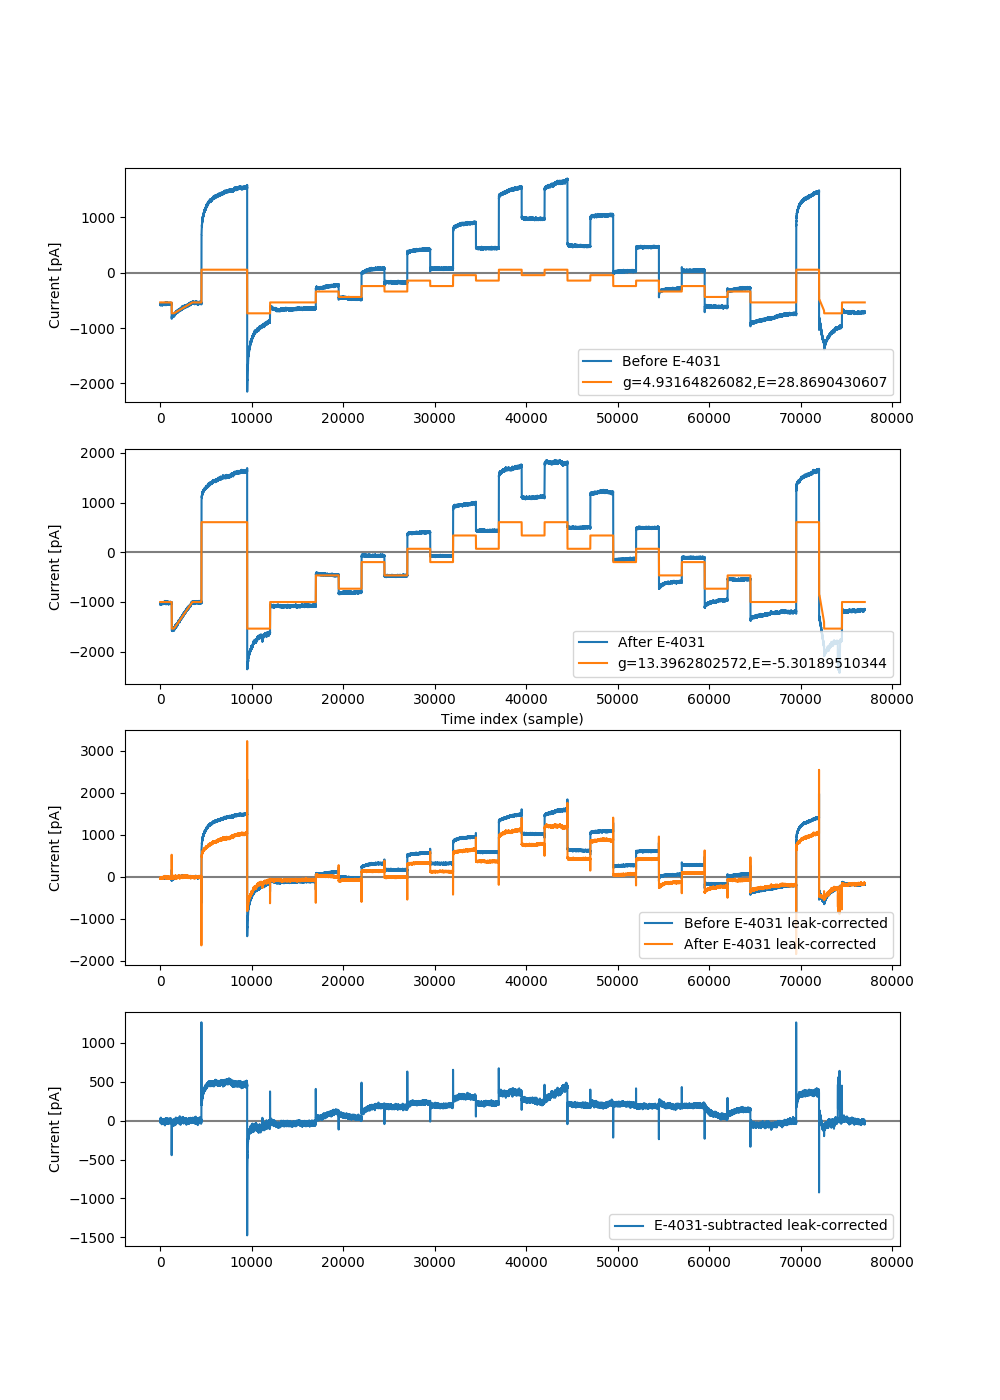 1000
0
−1000
−2000
Current [pA]
Before E-4031
g=4.93164826082,E=28.8690430607
0 10000 20000 30000 40000 50000 60000 70000 80000
2000
1000
0
−1000
−2000
Current [pA]
After E-4031
g=13.3962802572,E=-5.30189510344
0 10000 20000 30000 40000 50000 60000 70000 80000
Time index (sample)
3000
2000
1000
0
−1000
−2000
Current [pA]
Before E-4031 leak-corrected
After E-4031 leak-corrected
0 10000 20000 30000 40000 50000 60000 70000 80000
1000
500
0
−500
−1000
−1500
Current [pA]
E-4031-subtracted leak-corrected
0 10000 20000 30000 40000 50000 60000 70000 80000